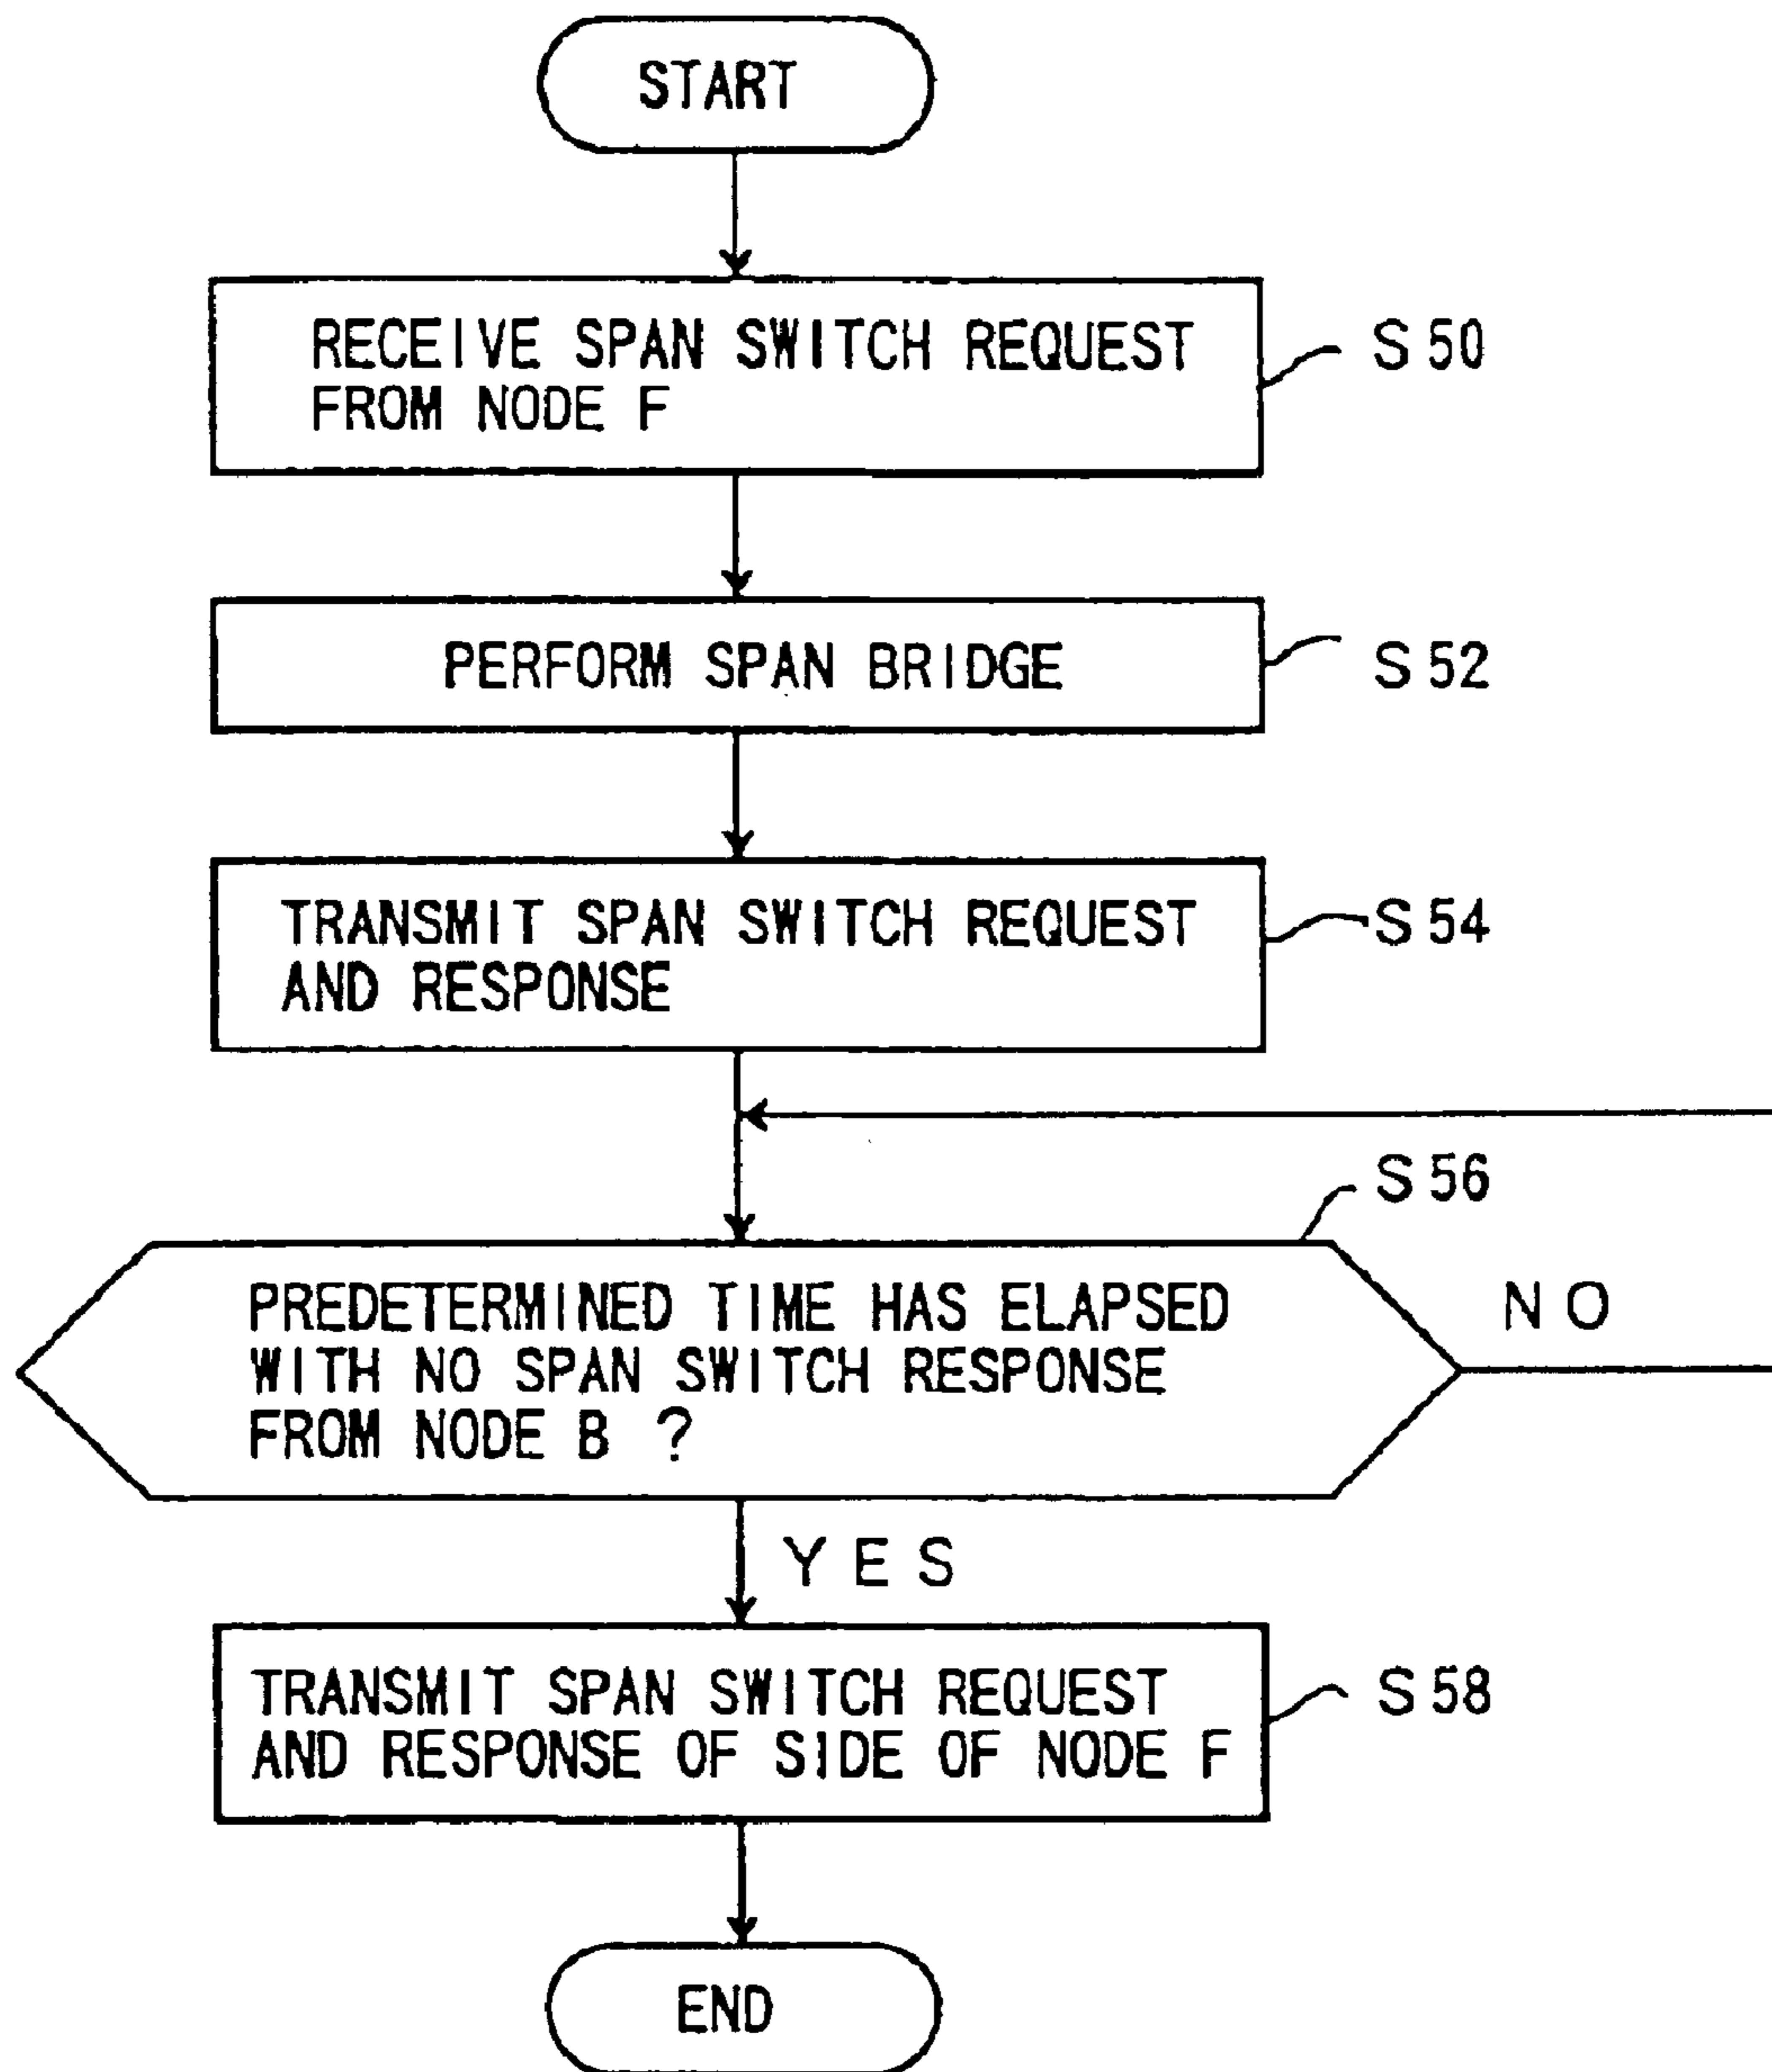 START
RECEIVE SPAN SWITCH REQUEST
FROM NODE F
S50
PERFORM SPAN BRIDGE
S52
TRANSMIT SPAN SWITCH REQUEST
AND RESPONSE
S54
S56
PREDETERMINED TIME HAS ELAPSED
WITH NO SPAN SWITCH RESPONSE
FROM NODE B ?
NO
YES
TRANSMIT SPAN SWITCH REQUEST
AND RESPONSE OF SIDE OF NODE F
S58
END